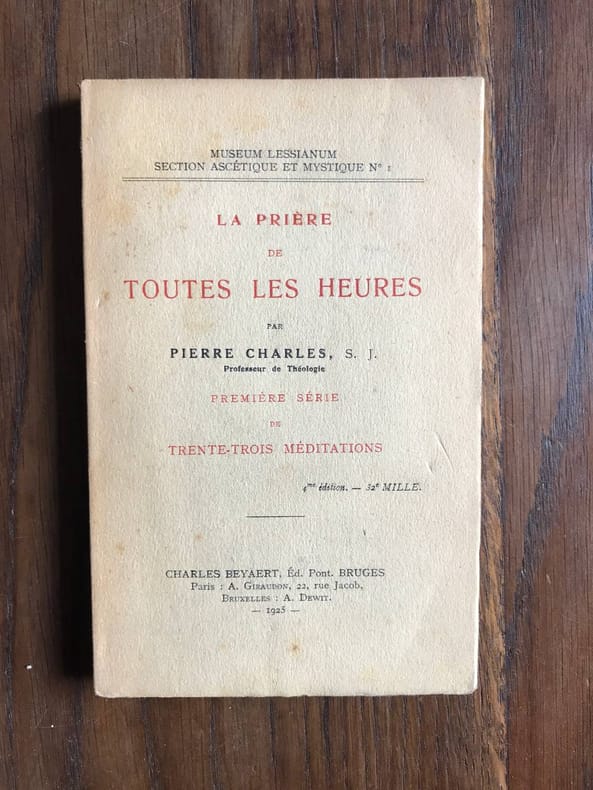 MUSEUM LESSIANUM
SECTION ASCÉTIQUE ET MYSTIQUE N° 1
LA PRIÈRE
DE
TOUTES LES HEURES
PAR
PIERRE CHARLES, S. J.
Professeur de Théologie
PREMIÉRE SÉRIE
DE
TRENTE-TROIS MÉDITATIONS
4me édition. — 32e MILLE.
CHARLES BEYAERT, Éd. Pont. BRUGES
Paris : A. GIRAUDON, 22, rue Jacob,
BRUXELLES : A. DEWIT.
— 1925 —